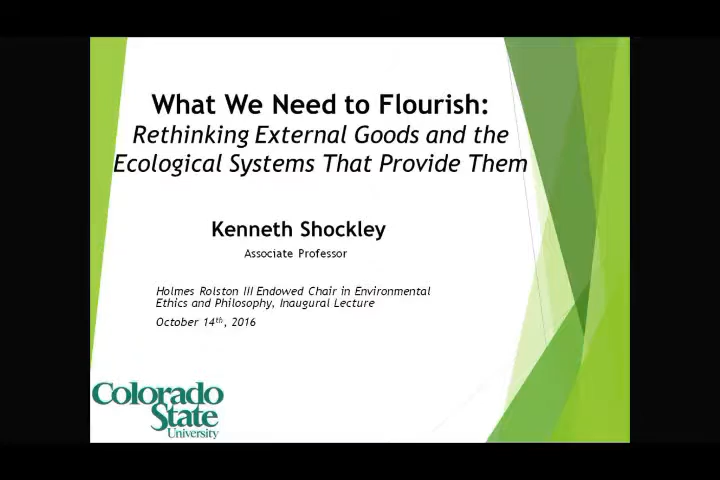 What We Need to Flourish:
Rethinking External Goods and the
Ecological Systems That Provide Them
Kenneth Shockley
Associate Professor
Holmes Rolston III Endowed Chair in Environmental
Ethics and Philosophy, Inaugural Lecture
October 14th, 2016
Colorado
State
University